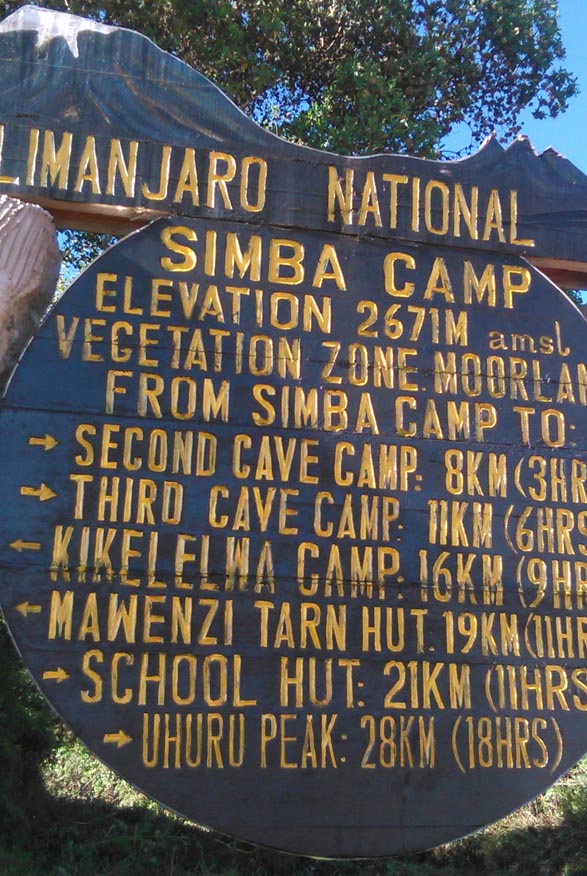 LIMANJARO NATIONAL
SIMBA CAMP
ELEVATION 2671M amsl
VEGETATION ZONE. MOORLAN
FROM SIMBA CAMP TO:
→ SECOND CAVE CAMP: 8KM (3HR
→ THIRD CAVE CAMP: 11KM (6HRS
← KIKELELWA CAMP: 16KM (9HR
← MAWENZI TARN HUT. 19KM (11HR
→ SCHOOL HUT: 21KM (11HRS
→ UHURU PEAK: 28KM (18HRS)